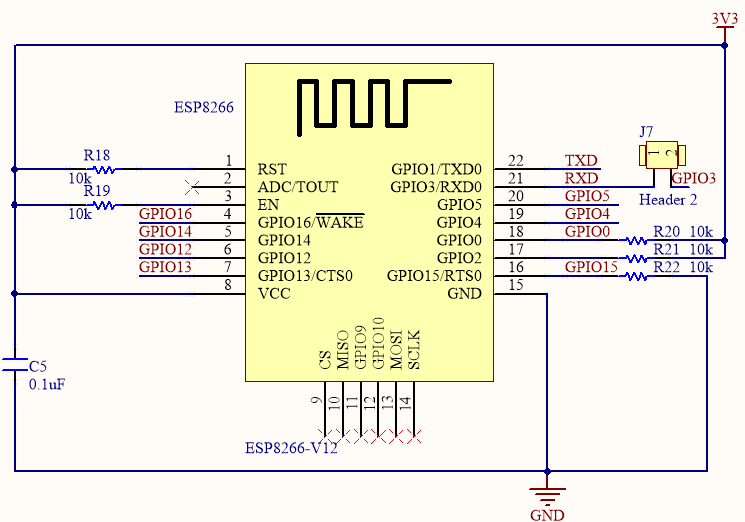 3V3
ESP8266
J7
1 2
GPIO3
Header 2
R18
10k
1 RST GPIO1/TXD0 22 TXD
2 ADC/TOUT GPIO3/RXD0 21 RXD
R19
10k
3 EN GPIO5 20 GPIO5
GPIO16 4 GPIO16/WAKE GPIO4 19 GPIO4
GPIO14 5 GPIO14 GPIO0 18 GPIO0 R20 10k
GPIO12 6 GPIO12 GPIO2 17 R21 10k
GPIO13 7 GPIO13/CTS0 GPIO15/RTS0 16 GPIO15 R22 10k
8 VCC GND 15
CS
MISO
GPIO9
GPIO10
MOSI
SCLK
C5
0.1uF
9
10
11
12
13
14
ESP8266-V12
GND